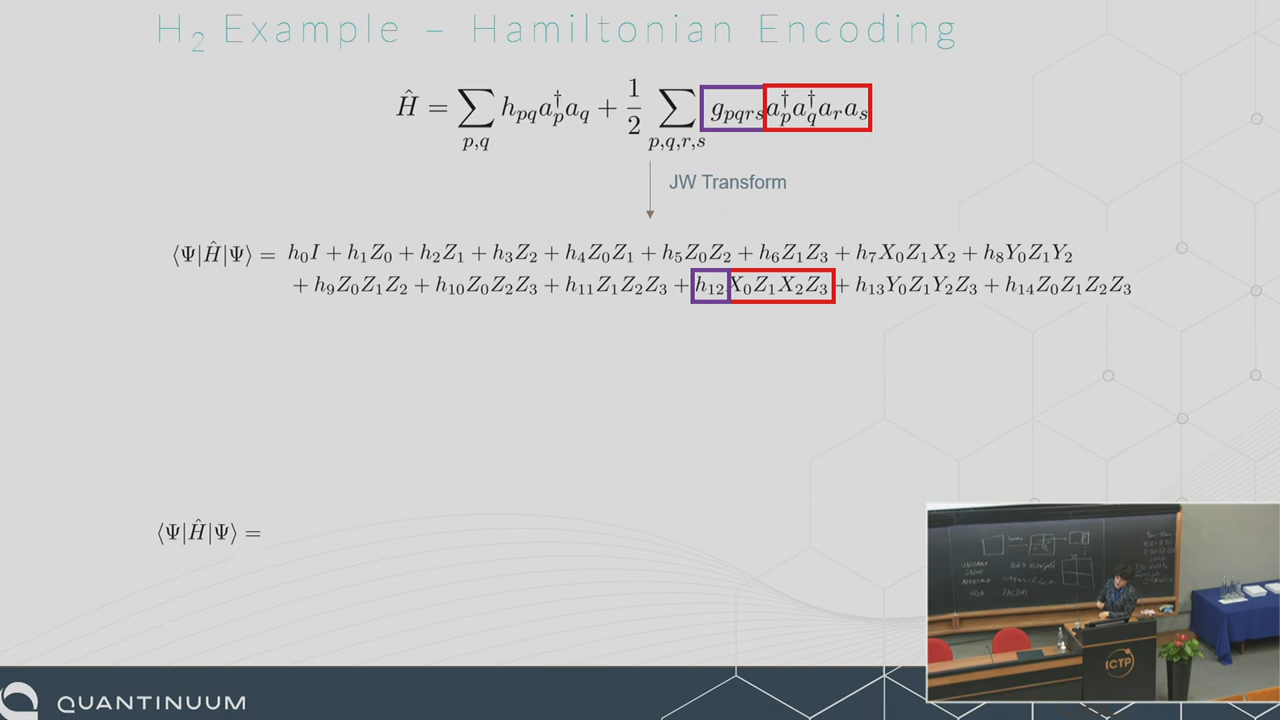 H₂ Example – Hamiltonian Encoding
Ĥ = ∑ h_pq a†_p a_q + 1/2 ∑ g_pqrs a†_p a†_q a_r a_s
p,q p,q,r,s
JW Transform
⟨Ψ|Ĥ|Ψ⟩ = h₀I + h₁Z₀ + h₂Z₁ + h₃Z₂ + h₄Z₀Z₁ + h₅Z₀Z₂ + h₆Z₁Z₃ + h₇X₀Z₁X₂ + h₈Y₀Z₁Y₂
+ h₉Z₀Z₁Z₂ + h₁₀Z₀Z₂Z₃ + h₁₁Z₁Z₂Z₃ + h₁₂X₀Z₁X₂Z₃ + h₁₃Y₀Z₁Y₂Z₃ + h₁₄Z₀Z₁Z₂Z₃
⟨Ψ|Ĥ|Ψ⟩ =
ICTP
QUANTINUUM